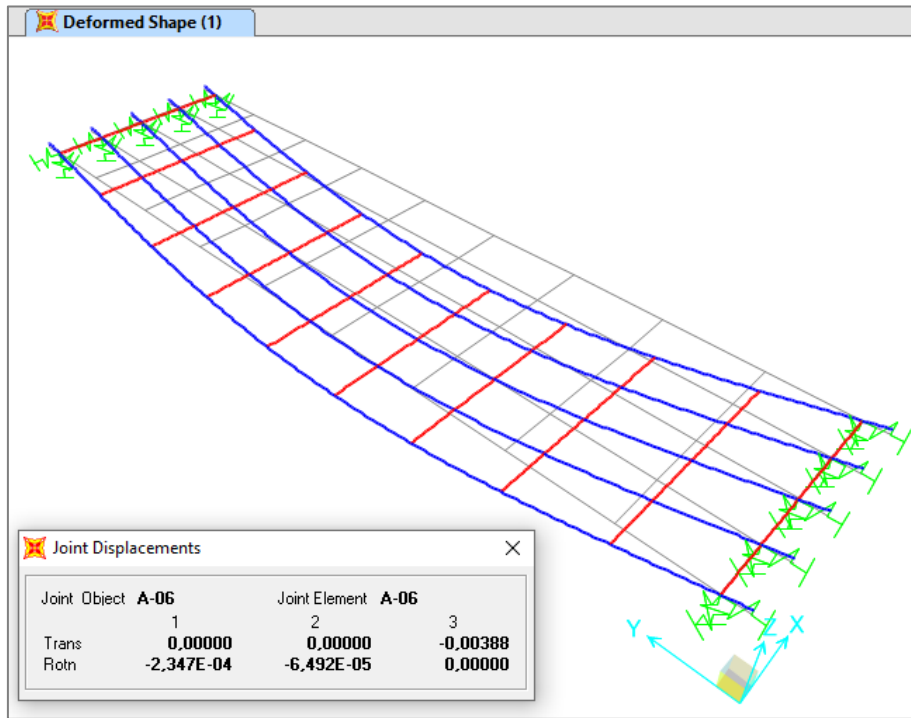 Deformed Shape (1)
Joint Displacements
Joint Object A-06 Joint Element A-06
1 2 3
Trans 0,00000 0,00000 -0,00388
Rotn -2,347E-04 -6,492E-05 0,00000
Y Z X